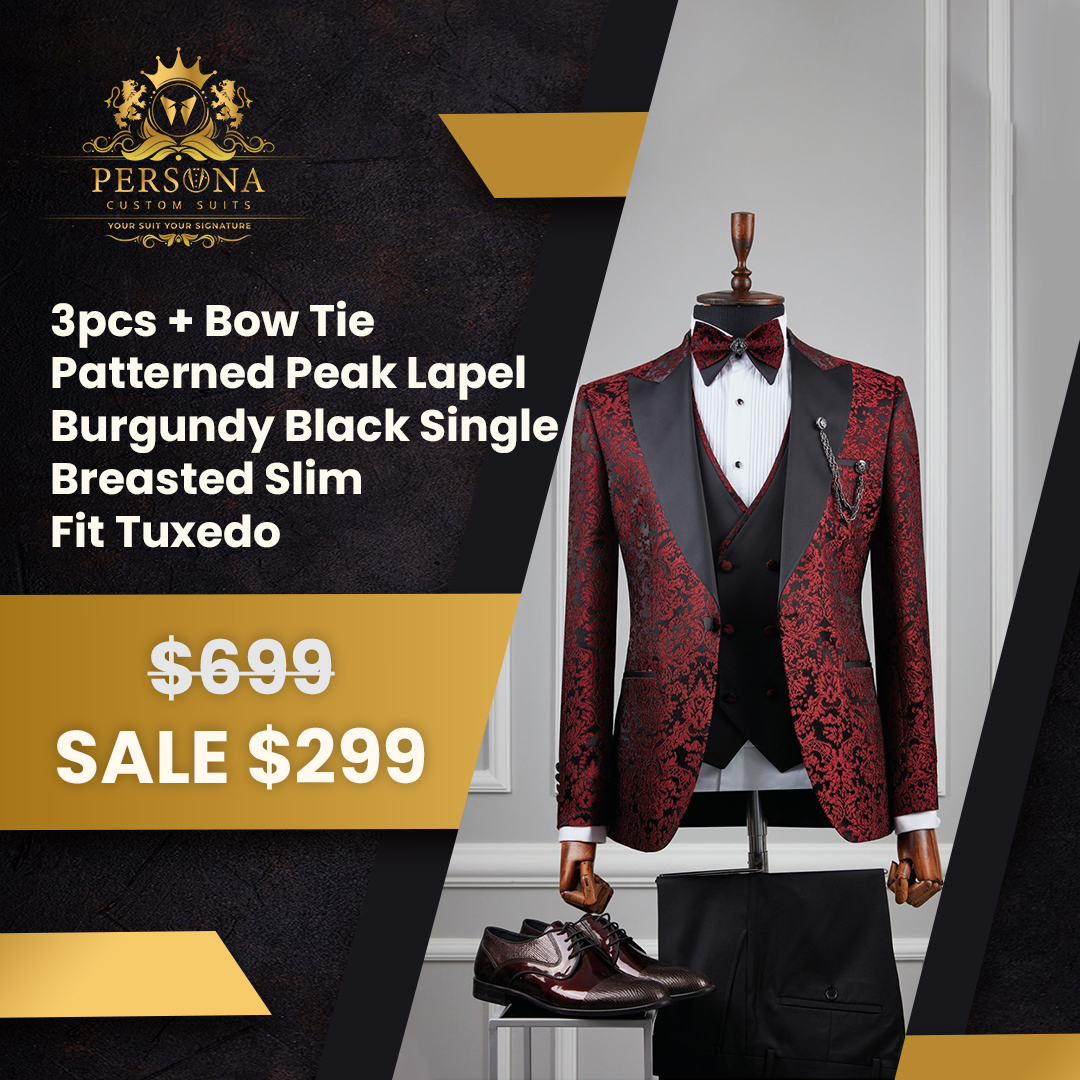 PERSONA
CUSTOM SUITS
YOUR SUIT YOUR SIGNATURE
3pcs + Bow Tie
Patterned Peak Lapel
Burgundy Black Single
Breasted Slim
Fit Tuxedo
$699
SALE $299